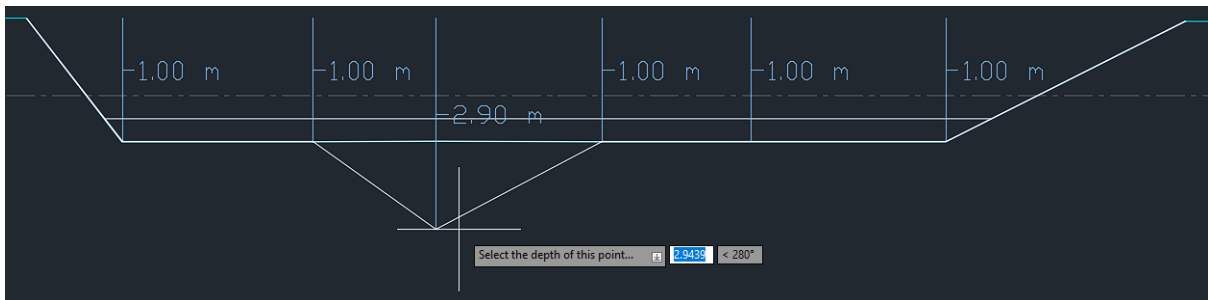 -1.00 m -1.00 m -1.00 m -1.00 m -1.00 m
-2.90 m
Select the depth of this point... 2.9439 < 280°